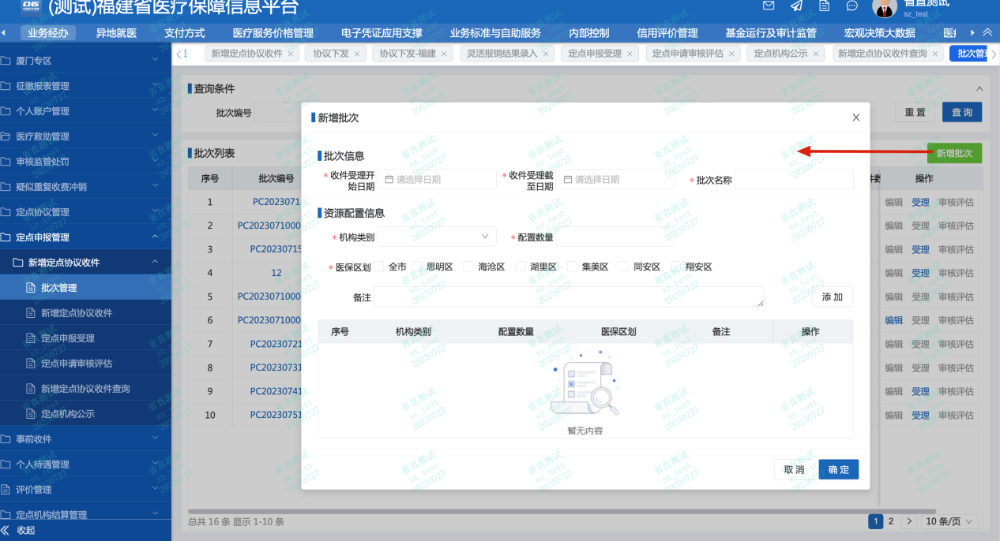 CHS (测试)福建省医疗保障信息平台
省直测试
sz_test
业务经办 异地就医 支付方式 医疗服务价格管理 电子凭证应用支撑 业务标准与自助服务 内部控制 信用评价管理 基金运行及审计监管 宏观决策大数据
新增定点协议收件 × 协议下发 × 协议下发-福建 × 灵活报销结果录入 × 定点申报受理 × 定点申请审核评估 × 定点机构公示 × 新增定点协议收件查询 × 批次管理
厦门专区
征缴报表管理
个人账户管理
医疗救助管理
审核监管处罚
疑似重复收费冲销
定点协议管理
定点申报管理
新增定点协议收件
批次管理
新增定点协议收件
定点申报受理
定点申请审核评估
新增定点协议收件查询
定点机构公示
事前收件
个人待遇管理
评价管理
定点机构结算管理
收起
查询条件
批次编号
重置 查询
批次列表
新增批次
序号 批次编号 件数 操作
1 PC2023071 编辑 受理 审核评估
2 PC2023071000 编辑 受理 审核评估
3 PC20230715 编辑 受理 审核评估
4 12 编辑 受理 审核评估
5 PC2023071000 编辑 受理 审核评估
6 PC2023071000 编辑 受理 审核评估
7 PC20230721 编辑 受理 审核评估
8 PC20230731 编辑 受理 审核评估
9 PC20230741 编辑 受理 审核评估
10 PC20230751 编辑 受理 审核评估
总共 16 条 显示 1-10 条
1 2 > 10 条/页
新增批次
批次信息
* 收件受理开始日期 请选择日期 * 收件受理截至日期 请选择日期 * 批次名称
资源配置信息
* 机构类别 * 配置数量
* 医保区划 全市 思明区 海沧区 湖里区 集美区 同安区 翔安区
备注 添加
序号 机构类别 配置数量 医保区划 备注 操作
暂无内容
取消 确定
省直测试
sz_test
20230727